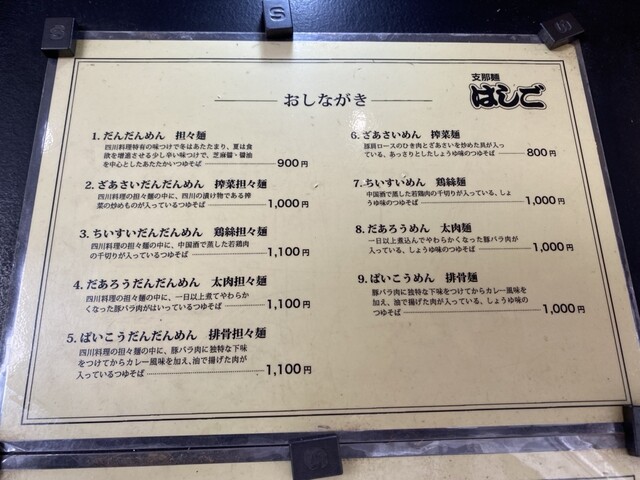 支那麺
はしご
おしながき
1. だんだんめん 担々麺
四川料理特有の味つけで冬はあたたまり、夏は食
欲を増進させる少し辛い味つけで、芝麻醤・醤油
を中心としたあたたかいつゆそば 900円
2. ざあさいだんだんめん 搾菜担々麺
四川料理の担々麺の中に、四川の漬け物である搾
菜の炒めものが入っているつゆそば 1,000円
3. ちいすいだんだんめん 鶏絲担々麺
四川料理の担々麺の中に、中国酒で蒸した若鶏肉
の千切りが入っているつゆそば 1,100円
4. だあろうだんだんめん 太肉担々麺
四川料理の担々麺の中に、一日以上煮てやわらか
くなった豚バラ肉がはいっているつゆそば 1,100円
5. ぱいこうだんだんめん 排骨担々麺
四川料理の担々麺の中に、豚バラ肉に独特な下味
をつけてからカレー風味を加え、油で揚げた肉が
入っているつゆそば 1,100円
6. ざあさいめん 搾菜麺
豚肩ロースのひき肉とざあさいを炒めた具が入っ
ている、あっさりとしたしょうゆ味のつゆそば 800円
7. ちいすいめん 鶏絲麺
中国酒で蒸した若鶏肉の千切りが入っている、しょ
うゆ味のつゆそば 1,000円
8. だあろうめん 太肉麺
一日以上煮込んでやわらかくなった豚バラ肉が入
っている、しょうゆ味のつゆそば 1,000円
9. ぱいこうめん 排骨麺
豚バラ肉に独特な下味をつけてからカレー風味
を加え、油で揚げた肉が入っている、しょうゆ味の
つゆそば 1,000円